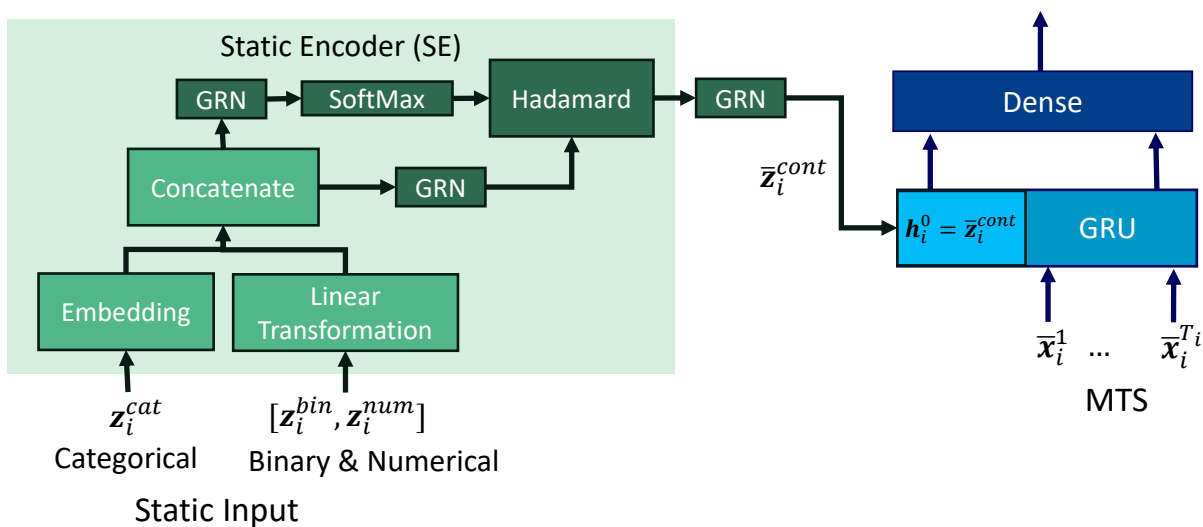 Static Encoder (SE)
GRN
SoftMax
Hadamard
GRN
Dense
Concatenate
GRN
z̄_i^{cont}
h_i^0 = z̄_i^{cont}
GRU
Embedding
Linear
Transformation
x̄_i^1 ... x̄_i^{T_i}
MTS
z_i^{cat}
[z_i^{bin}, z_i^{num}]
Categorical
Binary & Numerical
Static Input